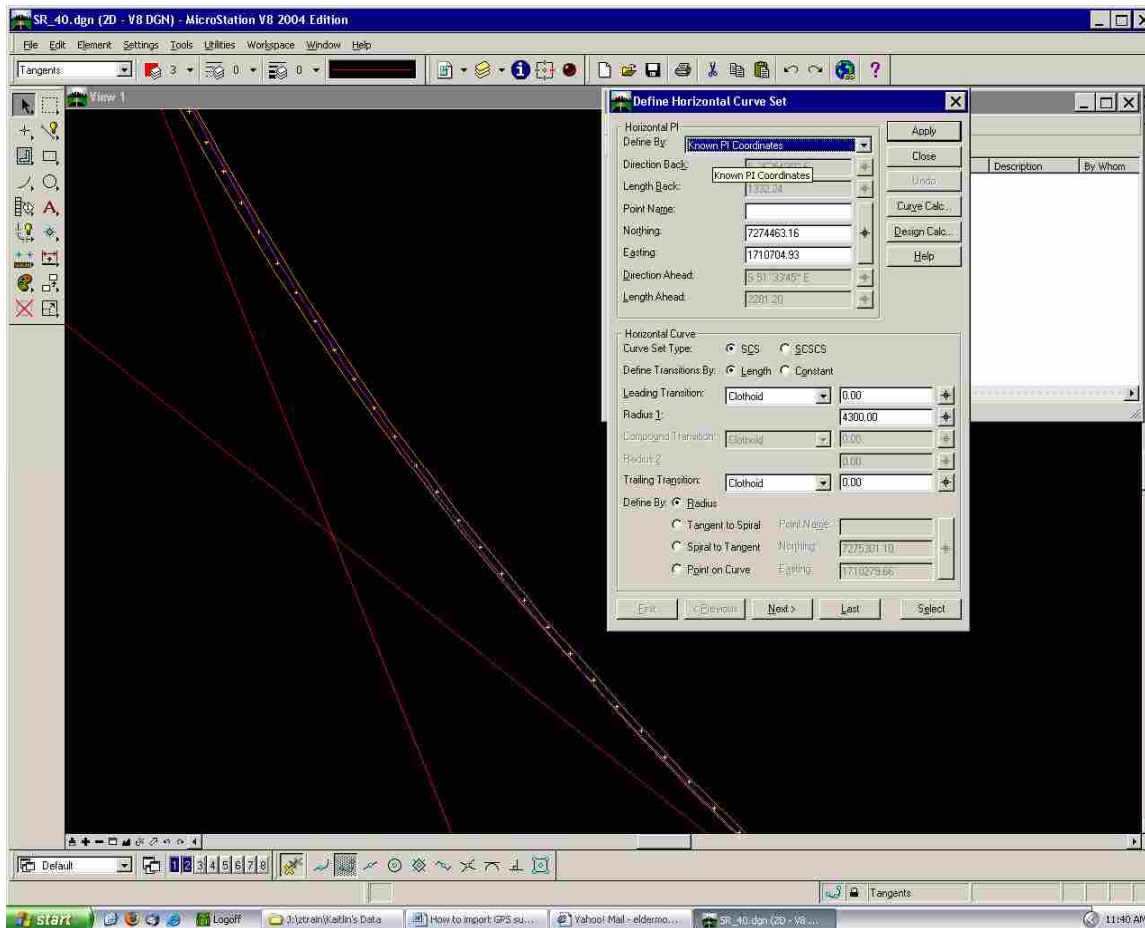 SR_40.dgn (2D - V8 DGN) - MicroStation V8 2004 Edition
File Edit Element Settings Tools Utilities Workspace Window Help
Tangents 3 0 0
View 1
Define Horizontal Curve Set
Horizontal PI
Define By: Known PI Coordinates
Apply
Direction Back:
Known PI Coordinates
Close
Length Back: 1332.24
Undo
Point Name:
Curve Calc...
Northing: 7274463.16
Design Calc...
Easting: 1710704.93
Help
Direction Ahead: S 51°33'45" E
Length Ahead: 2281.20
Description By Whom
Horizontal Curve
Curve Set Type: SCS SCSCS
Define Transitions By: Length Constant
Leading Transition: Clothoid 0.00
Radius 1: 4300.00
Compound Transition: Clothoid 0.00
Radius 2 0.00
Trailing Transition: Clothoid 0.00
Define By: Radius
Tangent to Spiral Point Name:
Spiral to Tangent Northing: 7275301.10
Point on Curve Easting: 1710279.66
First < Previous Next > Last Select
Default 1 2 3 4 5 6 7 8
Tangents
start Logoff J:\ztrain\Kaitlin's Data How to import GPS su... Yahoo! Mail - eldermo... SR_40.dgn (2D - V8 ... 11:40 AM